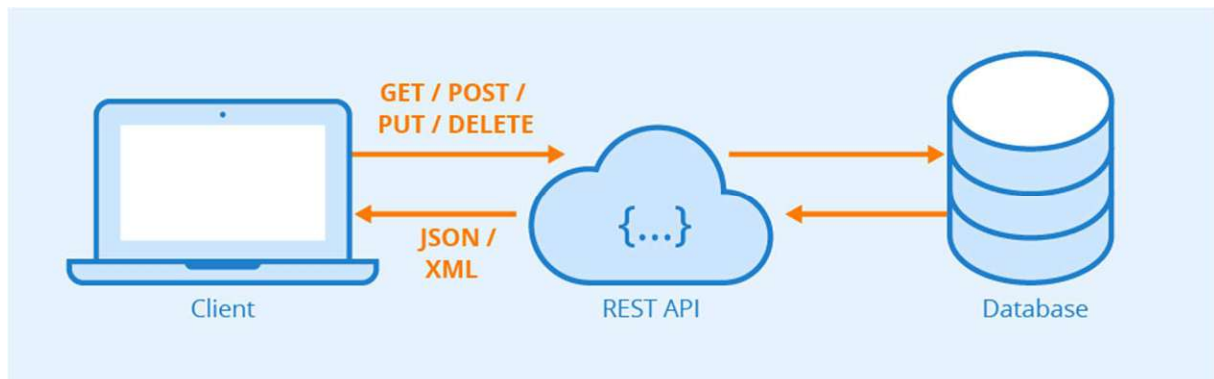 GET / POST /
PUT / DELETE
{...}
JSON /
XML
Client
REST API
Database